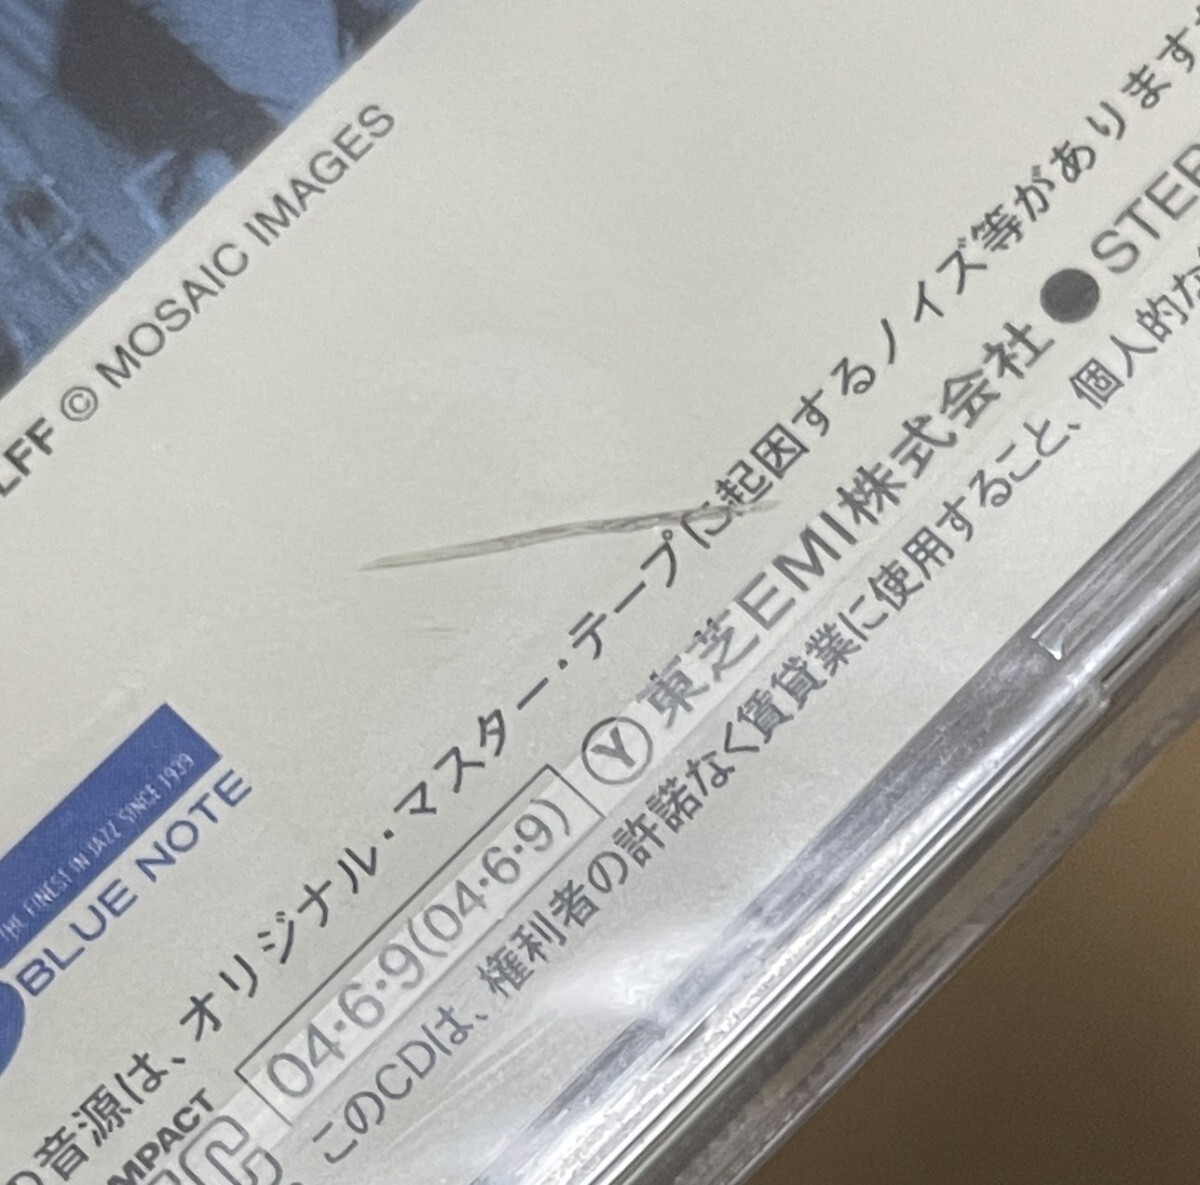 LFF © MOSAIC IMAGES
THE FINEST IN JAZZ SINCE 1939
BLUE NOTE
音源は、オリジナル・マスター・テープに起因するノイズ等があります
04・6・9(04・6・9) Ⓨ 東芝EMI株式会社 ● STER
このCDは、権利者の許諾なく賃貸業に使用すること、個人的な